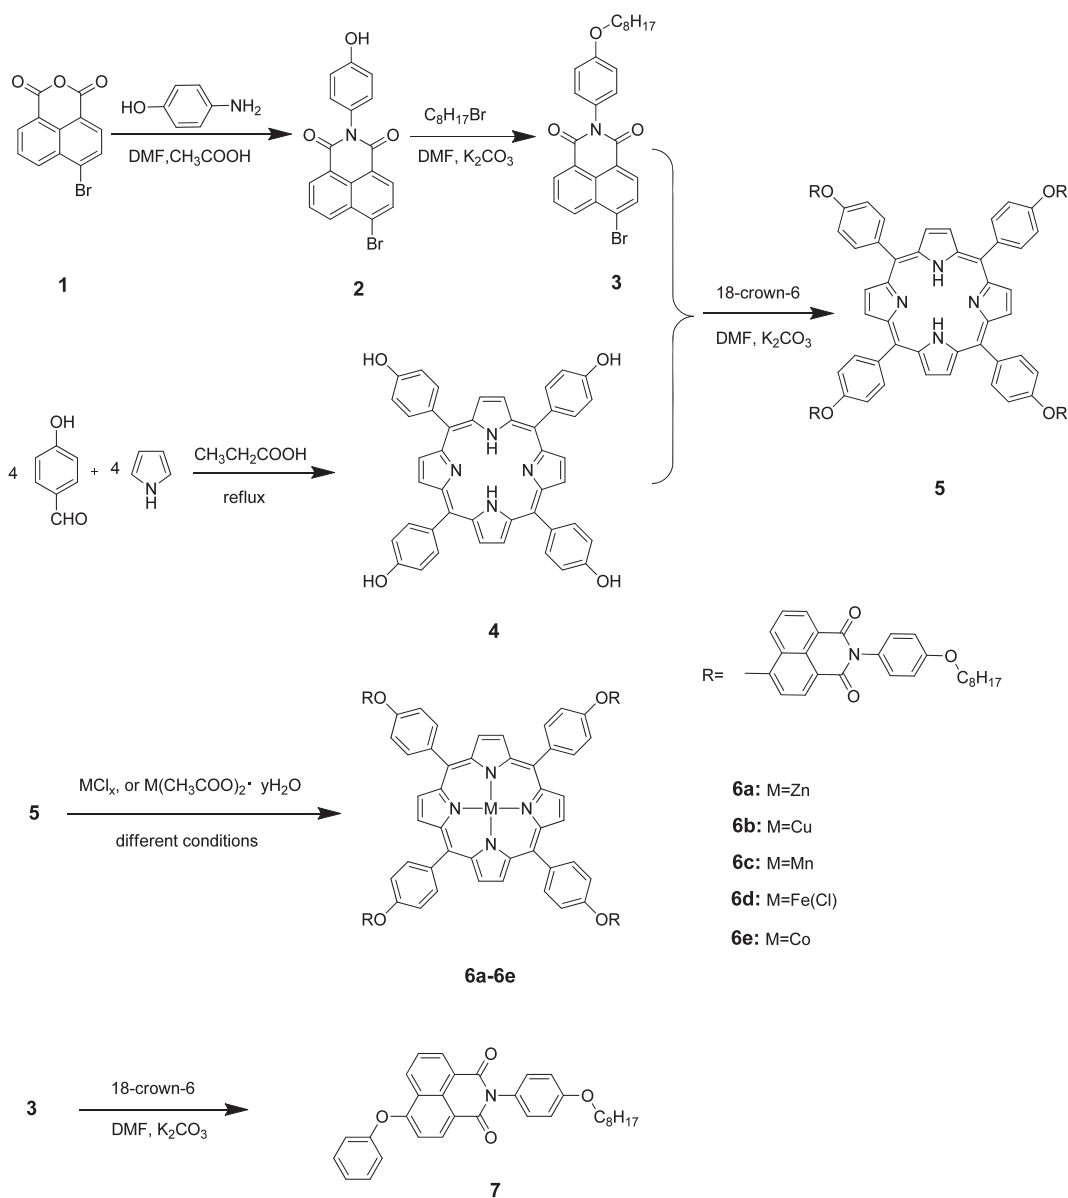 OH
O O O
HO NH₂
DMF,CH₃COOH
Br
1
O N O
Br
2
C₈H₁₇Br
DMF, K₂CO₃
O C₈H₁₇
O N O
Br
3
18-crown-6
DMF, K₂CO₃
RO OR
N
H
N N
H
N
RO OR
5
OH
4 + 4
CHO
N
H
CH₃CH₂COOH
reflux
HO OH
N
H
N N
H
N
HO OH
4
R=
O
N
O
O
C₈H₁₇
5
MClₓ, or M(CH₃COO)₂· yH₂O
different conditions
RO OR
N
N M N
N
RO OR
6a-6e
6a: M=Zn
6b: M=Cu
6c: M=Mn
6d: M=Fe(Cl)
6e: M=Co
3
18-crown-6
DMF, K₂CO₃
O
N
O
O
C₈H₁₇
O
7